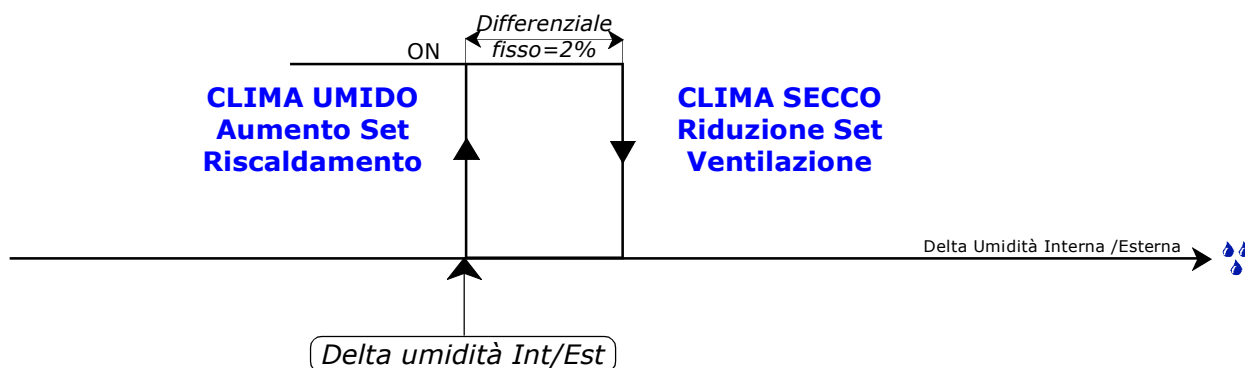 Differenziale
fisso=2%
ON
CLIMA UMIDO
Aumento Set
Riscaldamento
CLIMA SECCO
Riduzione Set
Ventilazione
Delta Umidità Interna /Esterna
Delta umidità Int/Est